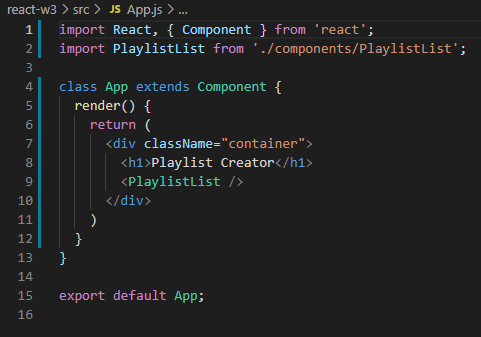 react-w3 > src > App.js > ...
1 import React, { Component } from 'react';
2 import PlaylistList from './components/PlaylistList';
3
4 class App extends Component {
5   render() {
6     return (
7       <div className="container">
8         <h1>Playlist Creator</h1>
9         <PlaylistList />
10       </div>
11     )
12   }
13 }
14
15 export default App;
16